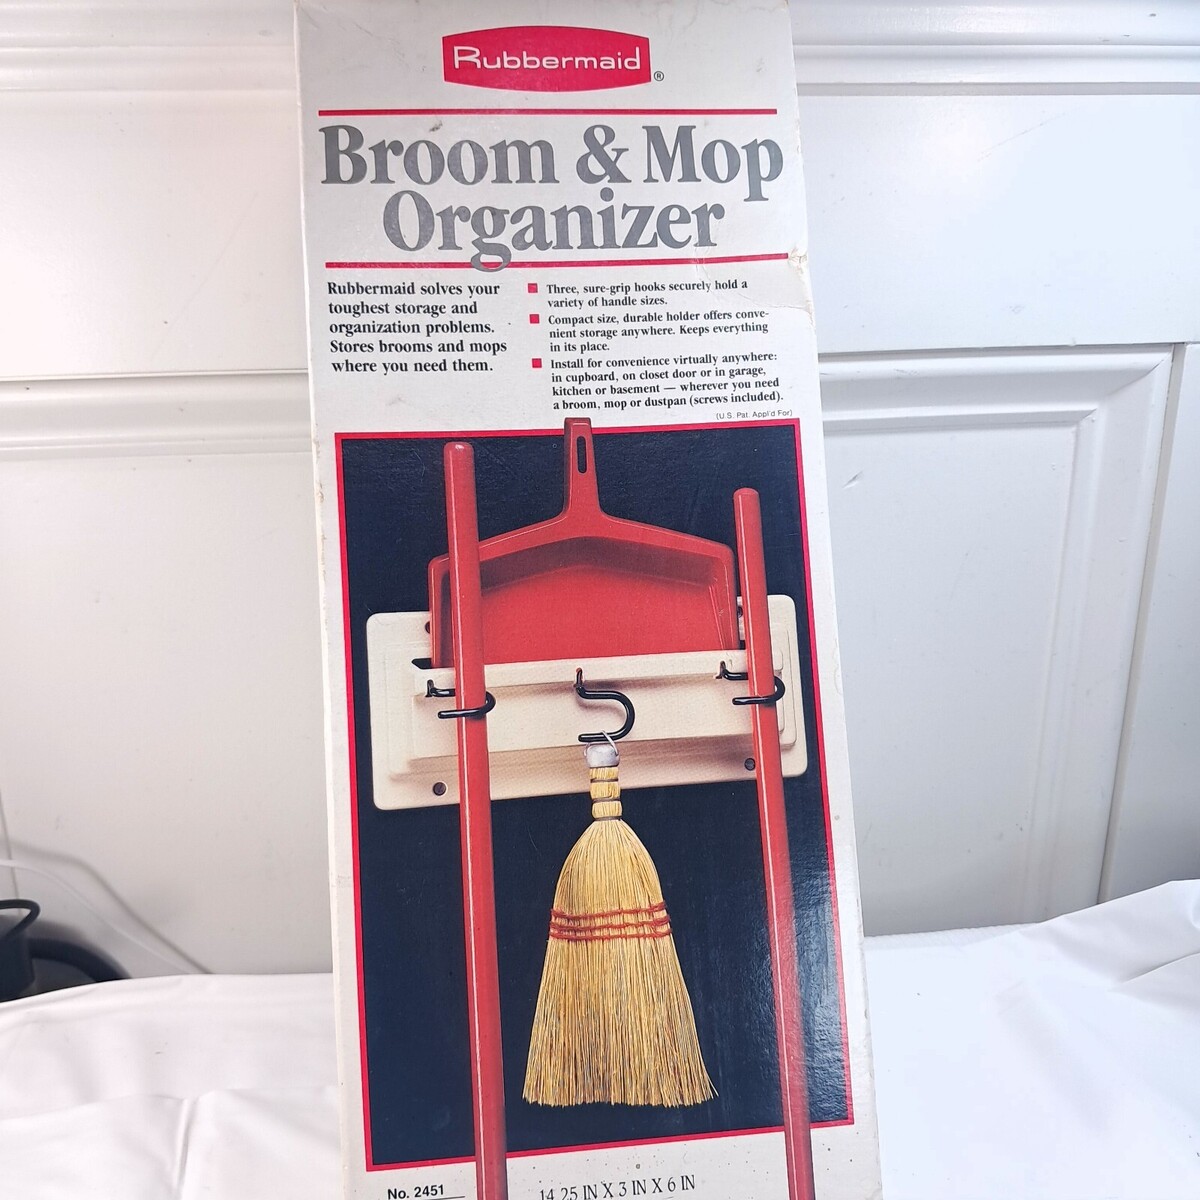 Rubbermaid®
Broom & Mop
Organizer
Rubbermaid solves your
toughest storage and
organization problems.
Stores brooms and mops
where you need them.
Three, sure-grip hooks securely hold a
variety of handle sizes.
Compact size, durable holder offers conve-
nient storage anywhere. Keeps everything
in its place.
Install for convenience virtually anywhere:
in cupboard, on closet door or in garage,
kitchen or basement — wherever you need
a broom, mop or dustpan (screws included).
(U.S. Pat. Appl'd For)
No. 2451
14.25 IN X 3 IN X 6 IN